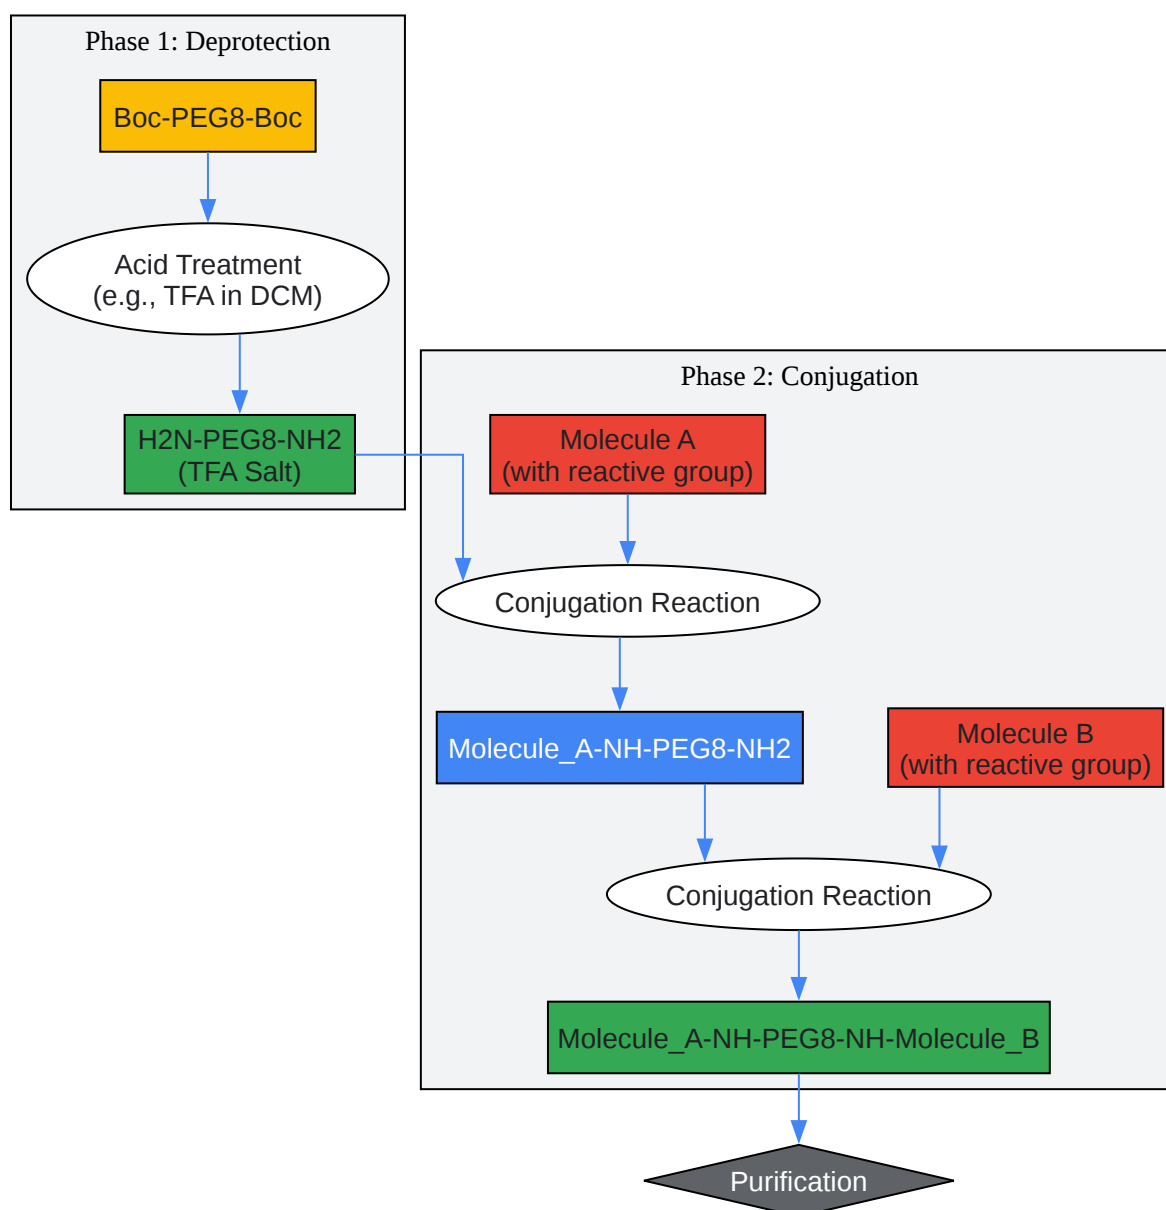 Phase 1: Deprotection
Boc-PEG8-Boc
Acid Treatment
(e.g., TFA in DCM)
H2N-PEG8-NH2
(TFA Salt)
Phase 2: Conjugation
Molecule A
(with reactive group)
Conjugation Reaction
Molecule_A-NH-PEG8-NH2
Molecule B
(with reactive group)
Conjugation Reaction
Molecule_A-NH-PEG8-NH-Molecule_B
Purification